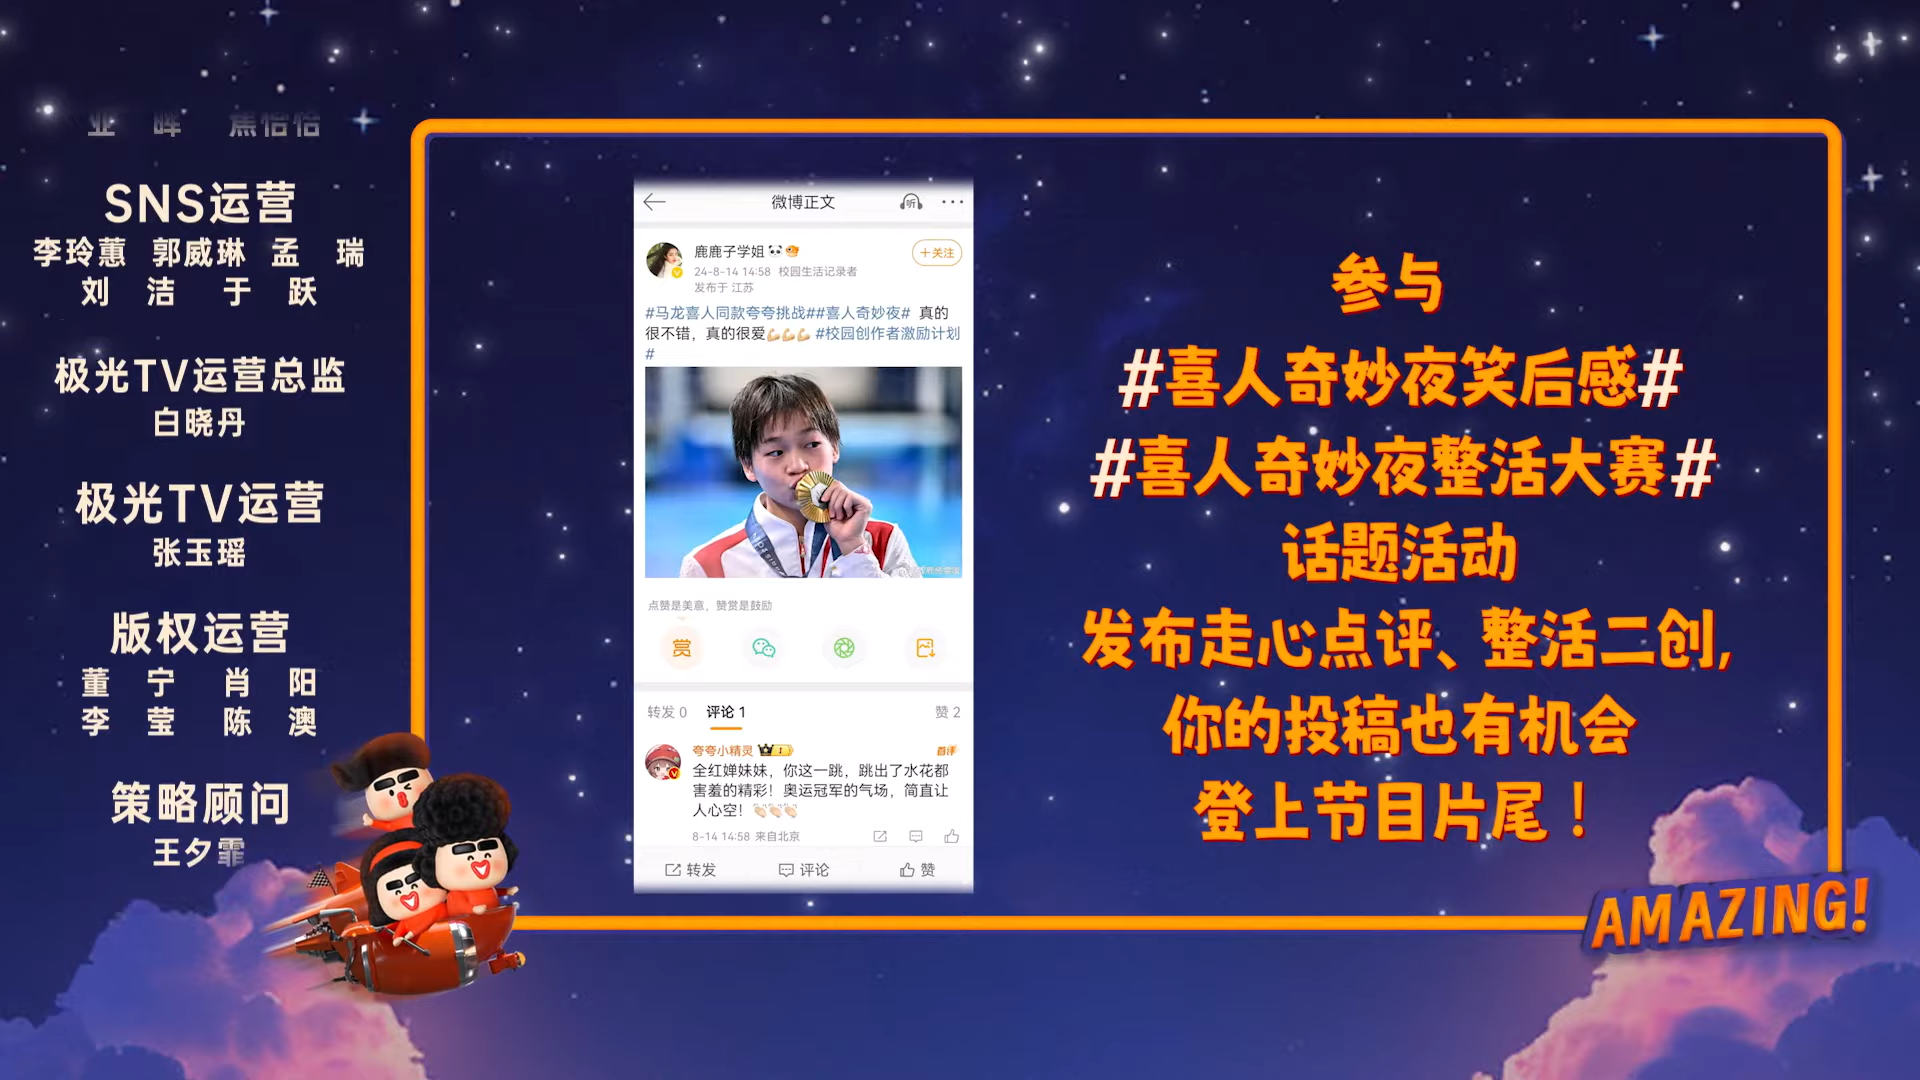 焦恰恰
SNS运营
李玲蕙 郭威琳 孟 瑞
刘 洁 于 跃
极光TV运营总监
白晓丹
极光TV运营
张玉瑶
版权运营
董 宁 肖 阳
李 莹 陈 澳
策略顾问
王夕霏
微博正文
听
鹿鹿子学姐
+关注
24-8-14 14:58 校园生活记录者
发布于 江苏
#马龙喜人同款夸夸挑战##喜人奇妙夜# 真的
很不错，真的很爱💪🏻💪🏻💪🏻 #校园创作者激励计划
#
点赞是美意，赞赏是鼓励
赏
转发 0 评论 1 赞 2
夸夸小精灵 1 首评
全红婵妹妹，你这一跳，跳出了水花都
害羞的精彩！奥运冠军的气场，简直让
人心空！👏🏻👏🏻👏🏻
8-14 14:58 来自北京
转发 评论 赞
参与
#喜人奇妙夜笑后感#
#喜人奇妙夜整活大赛#
话题活动
发布走心点评、整活二创,
你的投稿也有机会
登上节目片尾！
AMAZING!